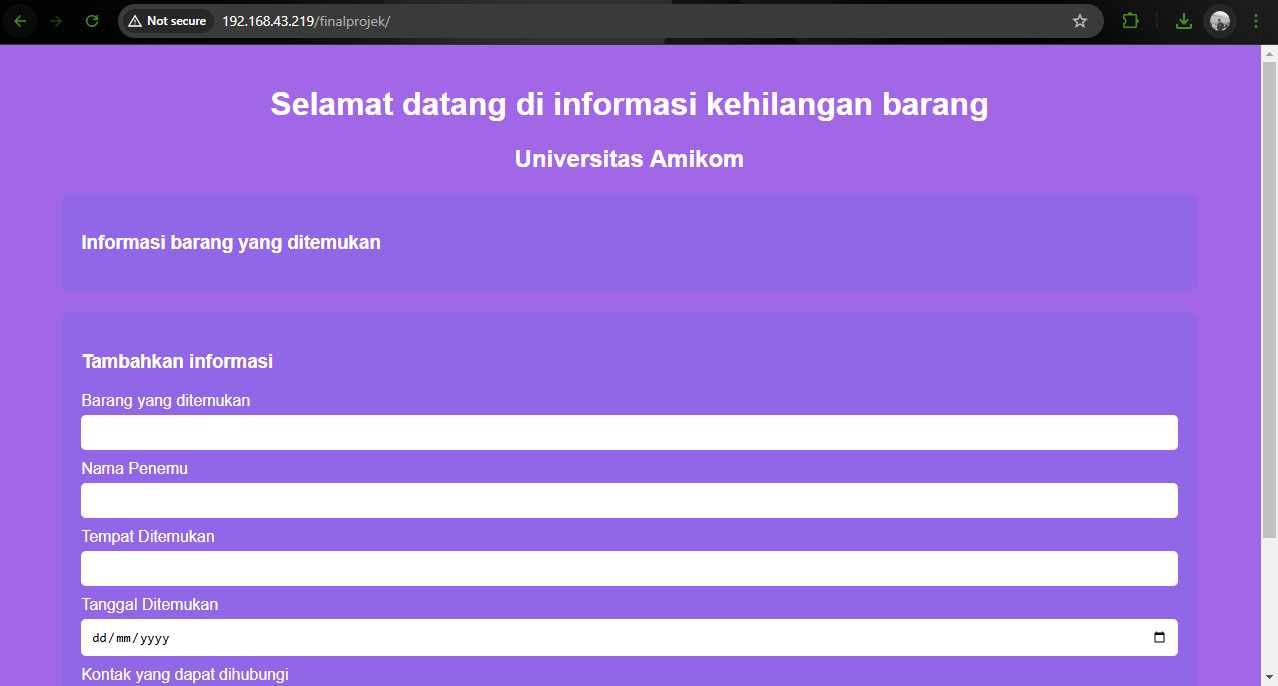 Not secure 192.168.43.219/finalprojek/
Selamat datang di informasi kehilangan barang
Universitas Amikom
Informasi barang yang ditemukan
Tambahkan informasi
Barang yang ditemukan
Nama Penemu
Tempat Ditemukan
Tanggal Ditemukan
dd/mm/yyyy
Kontak yang dapat dihubungi